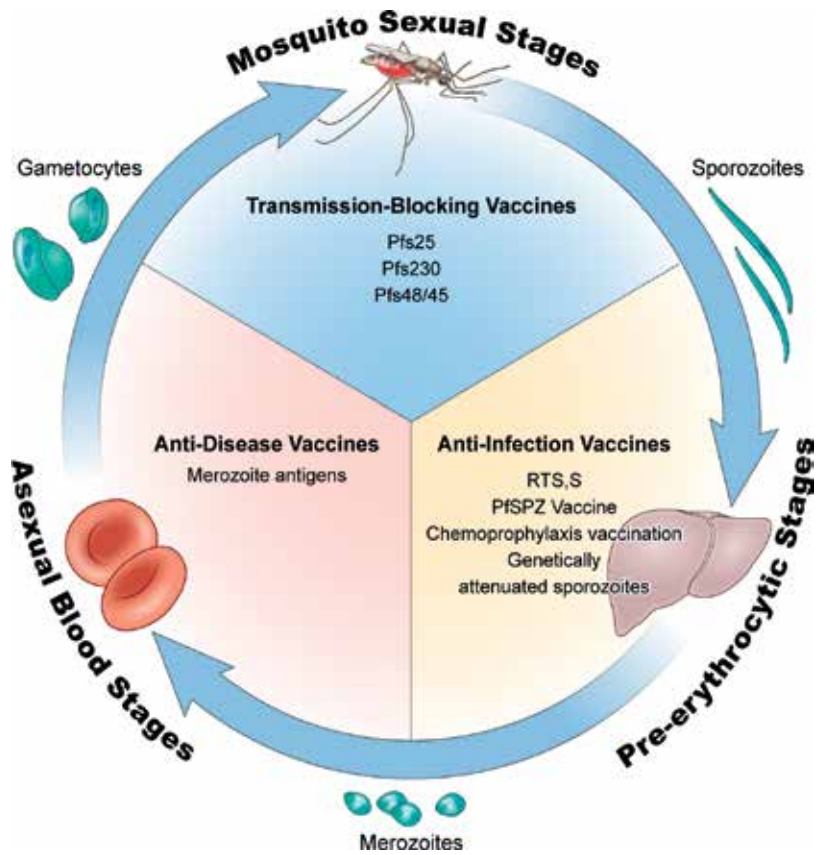 Mosquito Sexual Stages
Gametocytes
Sporozoites
Transmission-Blocking Vaccines
Pfs25
Pfs230
Pfs48/45
Anti-Disease Vaccines
Merozoite antigens
Anti-Infection Vaccines
RTS,S
PfSPZ Vaccine
Chemoprophylaxis vaccination
Genetically
attenuated sporozoites
Asexual Blood Stages
Pre-erythrocytic Stages
Merozoites